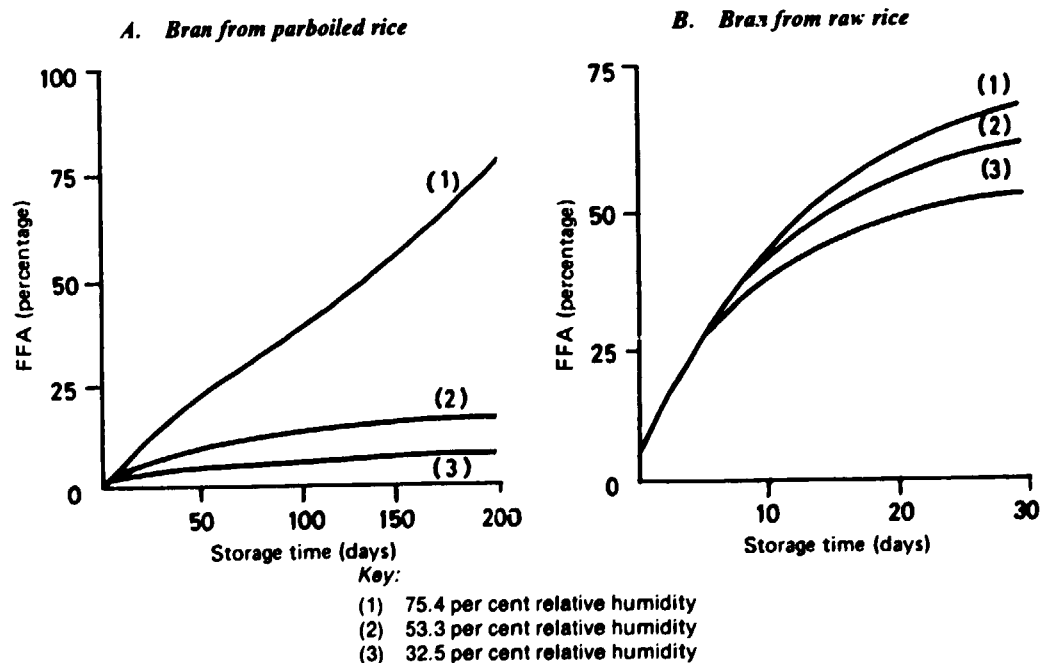 A. Bran from parboiled rice
100
75
50
25
0
FFA (percentage)
(1)
(2)
(3)
50 100 150 200
Storage time (days)
B. Bran from raw rice
75
50
25
0
FFA (percentage)
(1)
(2)
(3)
10 20 30
Storage time (days)
Key:
(1) 75.4 per cent relative humidity
(2) 53.3 per cent relative humidity
(3) 32.5 per cent relative humidity